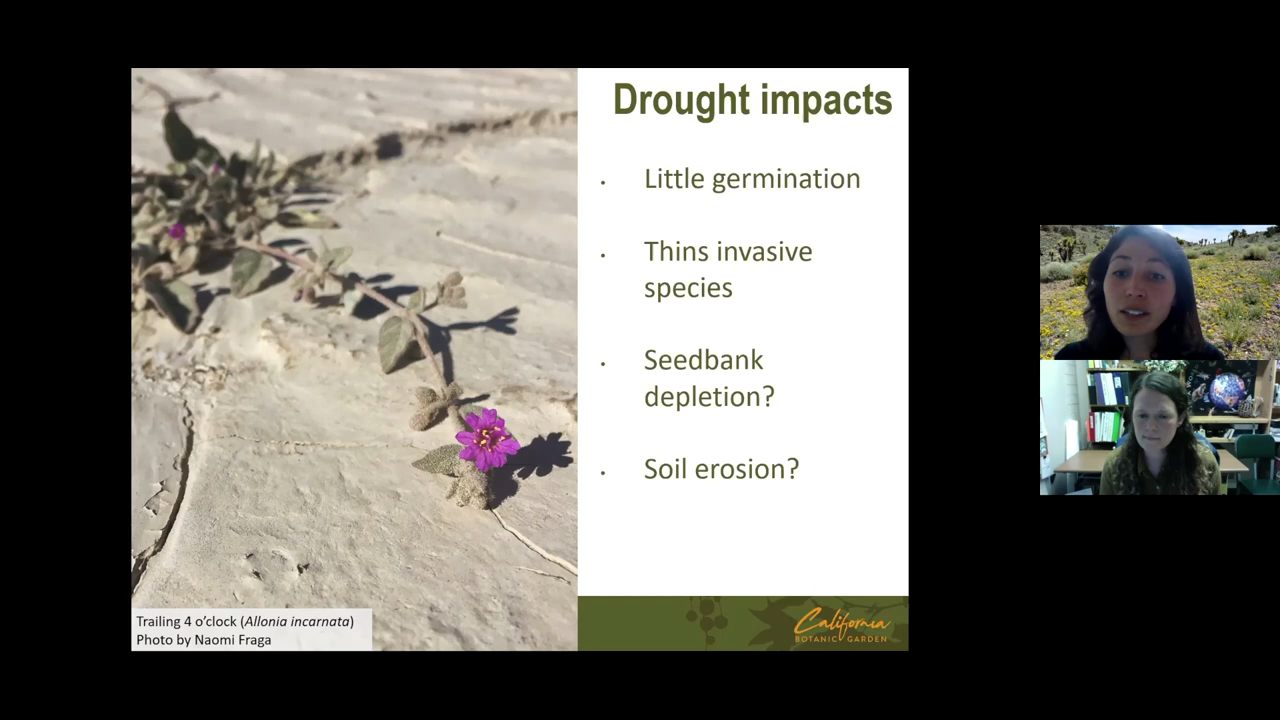 Drought impacts
· Little germination
· Thins invasive
species
· Seedbank
depletion?
· Soil erosion?
Trailing 4 o'clock (Allonia incarnata)
Photo by Naomi Fraga
California
BOTANIC GARDEN